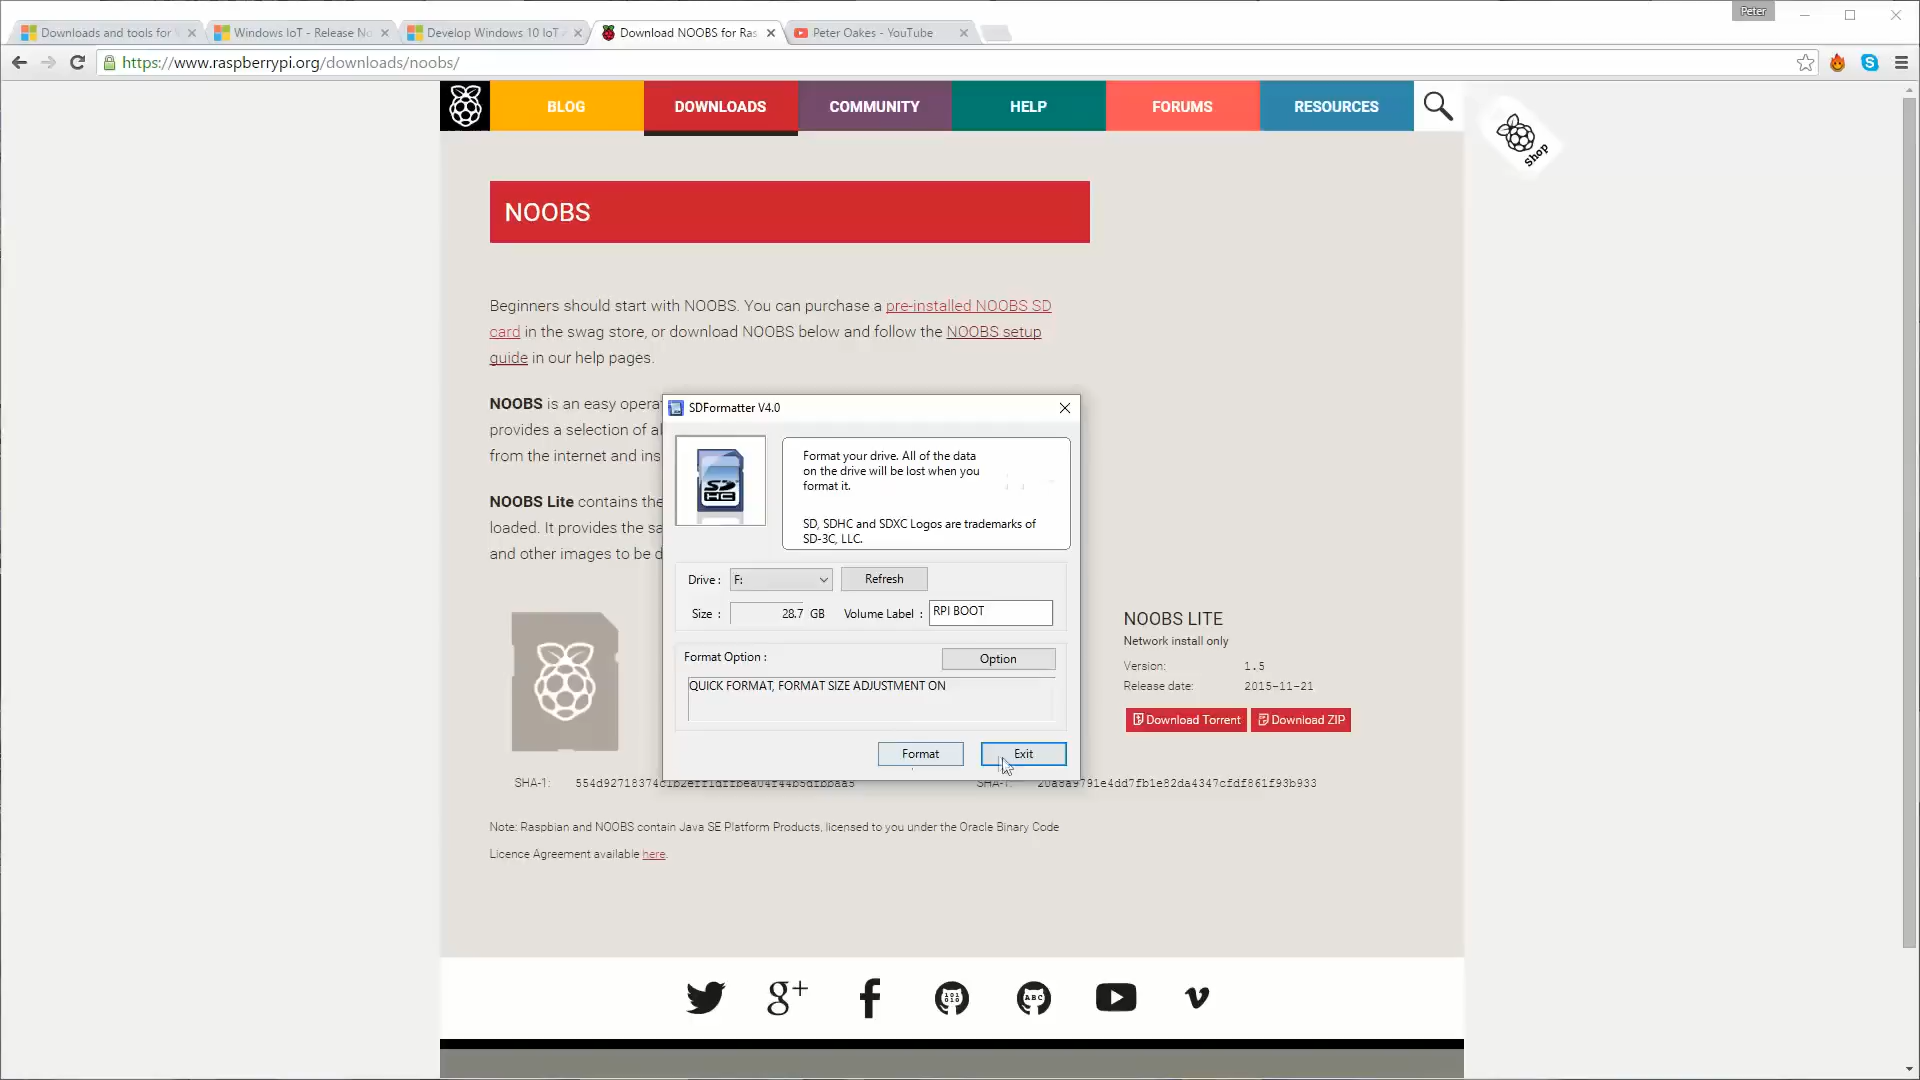 Peter
Downloads and tools for
Windows IoT - Release No
Develop Windows 10 IoT
Download NOOBS for Ras
Peter Oakes - YouTube
https://www.raspberrypi.org/downloads/noobs/
BLOG
DOWNLOADS
COMMUNITY
HELP
FORUMS
RESOURCES
Shop
NOOBS
Beginners should start with NOOBS. You can purchase a pre-installed NOOBS SD
card in the swag store, or download NOOBS below and follow the NOOBS setup
guide in our help pages.
NOOBS is an easy opera
provides a selection of al
from the internet and ins
NOOBS Lite contains the
loaded. It provides the sa
and other images to be d
SDFormatter V4.0
SD
HC
Format your drive. All of the data
on the drive will be lost when you
format it.
SD, SDHC and SDXC Logos are trademarks of
SD-3C, LLC.
Drive :
F:
Refresh
Size :
28.7 GB
Volume Label :
RPI BOOT
Format Option :
Option
QUICK FORMAT, FORMAT SIZE ADJUSTMENT ON
Format
Exit
NOOBS LITE
Network install only
Version: 1.5
Release date: 2015-11-21
Download Torrent
Download ZIP
SHA-1:
Note: Raspbian and NOOBS contain Java SE Platform Products, licensed to you under the Oracle Binary Code
Licence Agreement available here.
g+
101
010
ABC